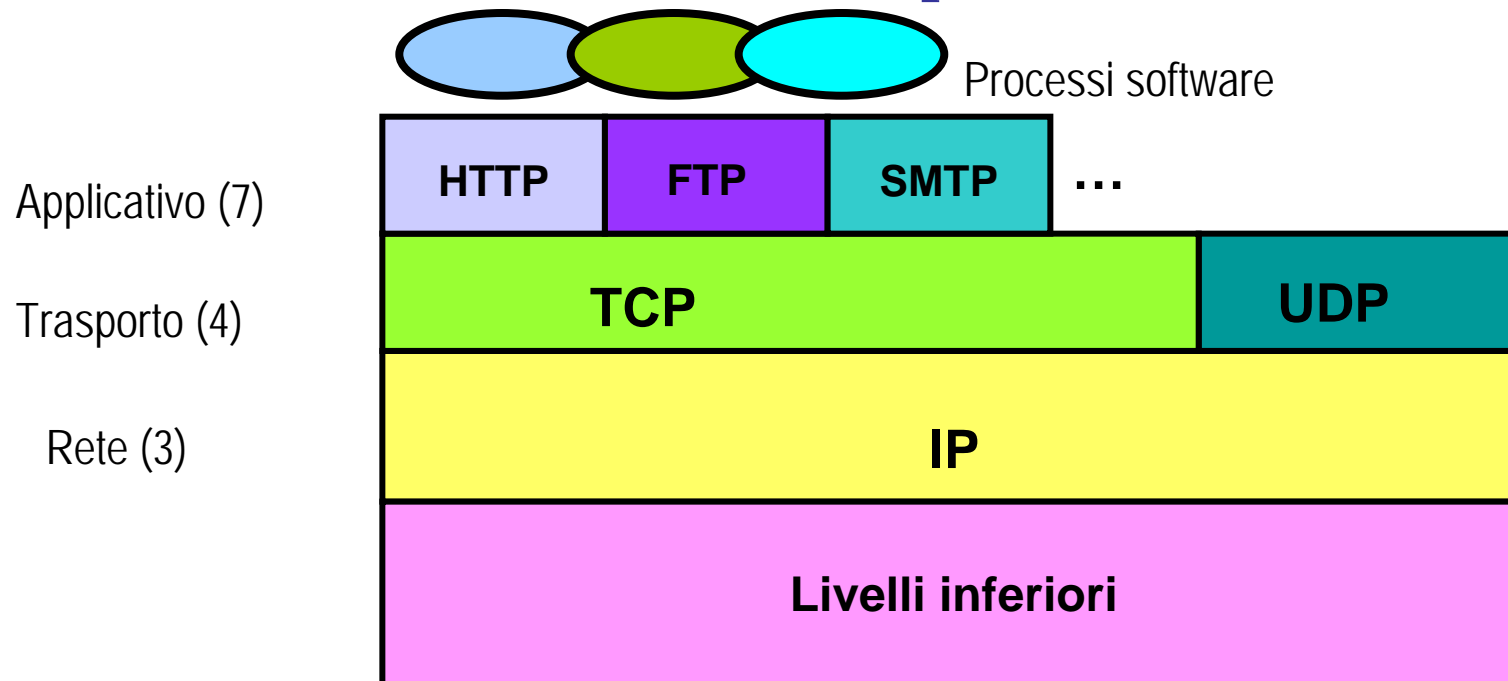 Processi software
HTTP FTP SMTP ...
Applicativo (7)
TCP UDP
Trasporto (4)
IP
Rete (3)
Livelli inferiori